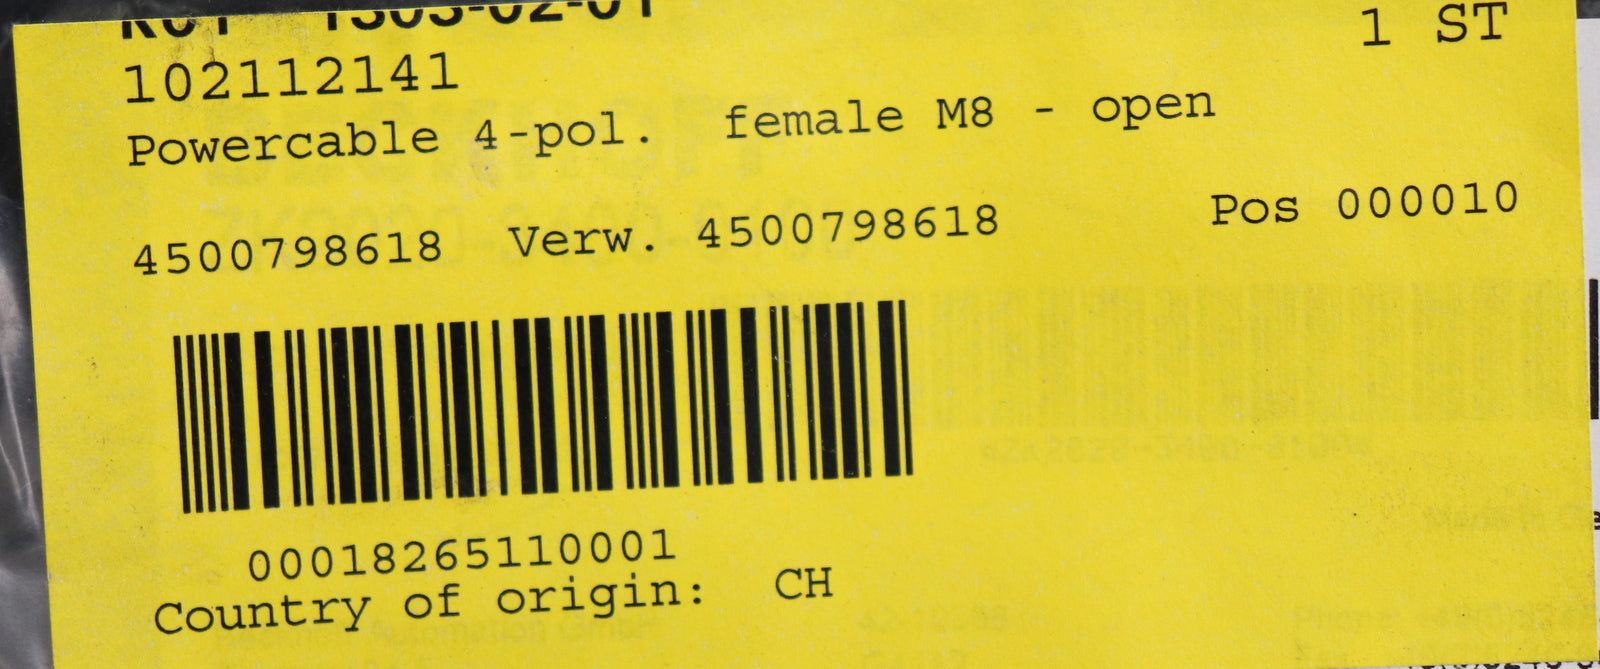 102112141
1 ST
Powercable 4-pol. female M8 - open
4500798618 Verw. 4500798618 Pos 000010
00018265110001
Country of origin: CH